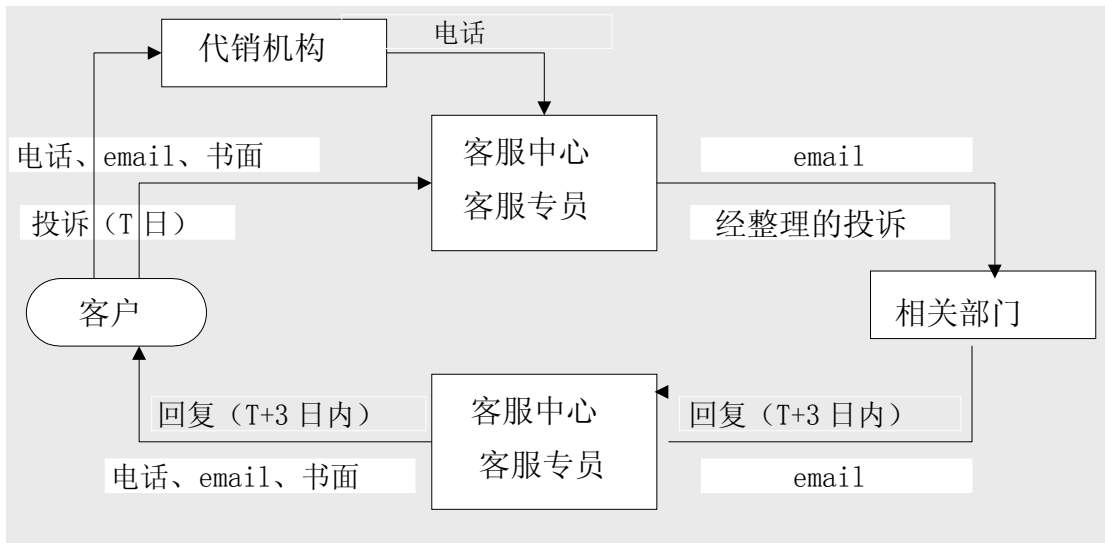 代销机构
电话
电话、email、书面
客服中心
客服专员
email
投诉（T日）
经整理的投诉
客户
相关部门
回复（T+3 日内）
客服中心
客服专员
回复（T+3 日内）
电话、email、书面
email